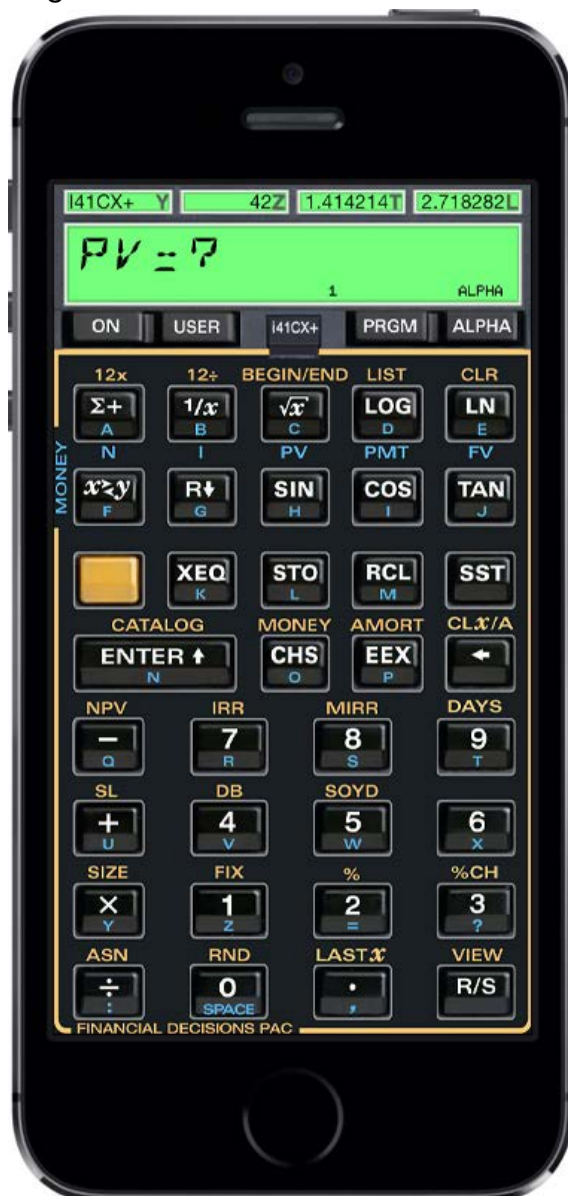 I41CX+ Y 42Z 1.414214T 2.718282L
PV=?
1 ALPHA
ON USER i41CX+ PRGM ALPHA
12x 12÷ BEGIN/END LIST CLR
Σ+ 1/x √x LOG LN
A B C D E
MONEY
N I PV PMT FV
x≷y R↓ SIN COS TAN
F G H I J
XEQ STO RCL SST
K L M
CATALOG MONEY AMORT CLX/A
ENTER↑ CHS EEX ←
N O P
NPV IRR MIRR DAYS
− 7 8 9
Q R S T
SL DB SOYD
+ 4 5 6
U V W X
SIZE FIX % %CH
× 1 2 3
Y Z = ?
ASN RND LAST X VIEW
÷ 0 . R/S
: SPACE ,
FINANCIAL DECISIONS PAC